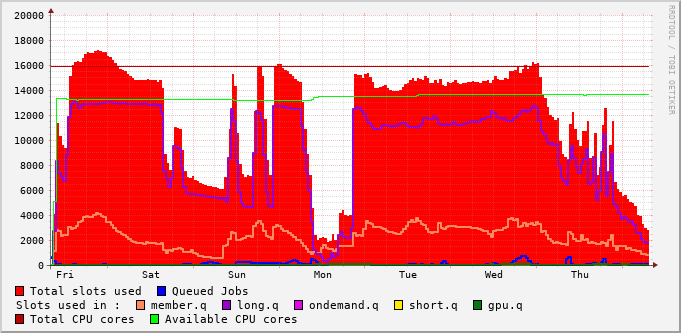 20000
18000
16000
14000
12000
10000
8000
6000
4000
2000
0
Fri Sat Sun Mon Tue Wed Thu
RRDTOOL / TOBI OETIKER
Total slots used Queued Jobs
Slots used in : member.q long.q ondemand.q short.q gpu.q
Total CPU cores Available CPU cores